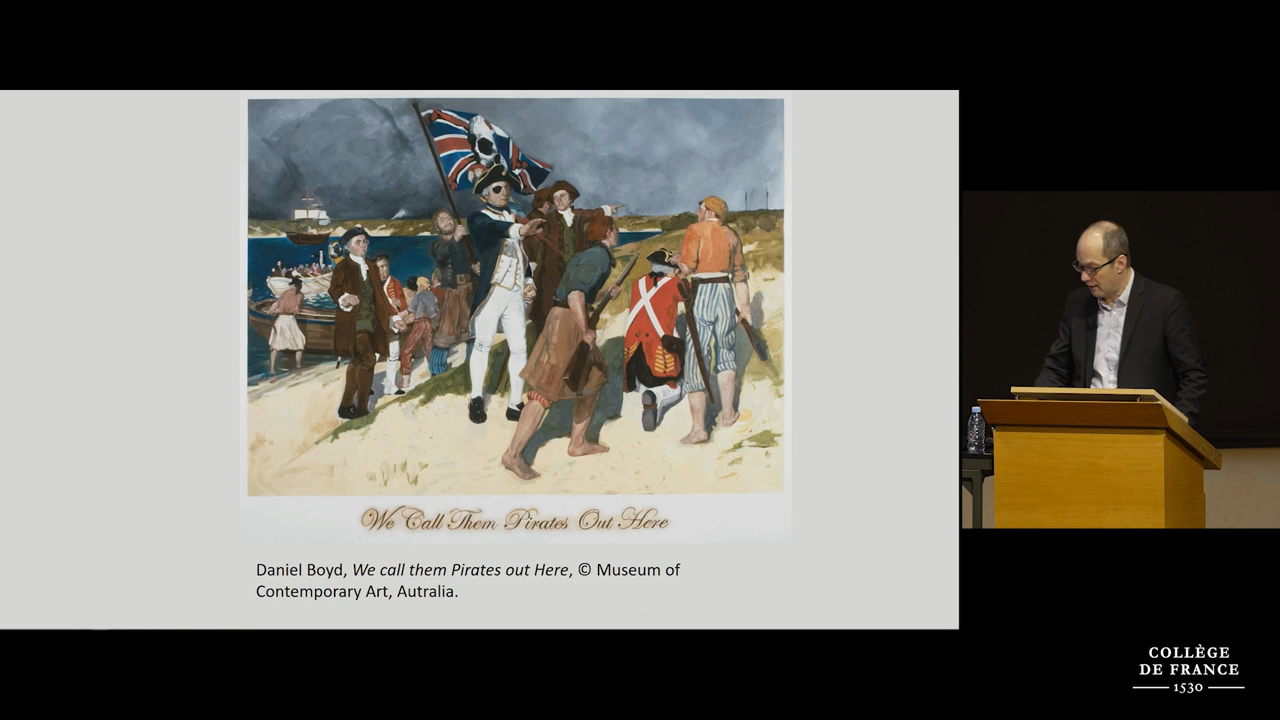 We Call Them Pirates Out Here
Daniel Boyd, We call them Pirates out Here, © Museum of
Contemporary Art, Autralia.
COLLÈGE
DE FRANCE
1530